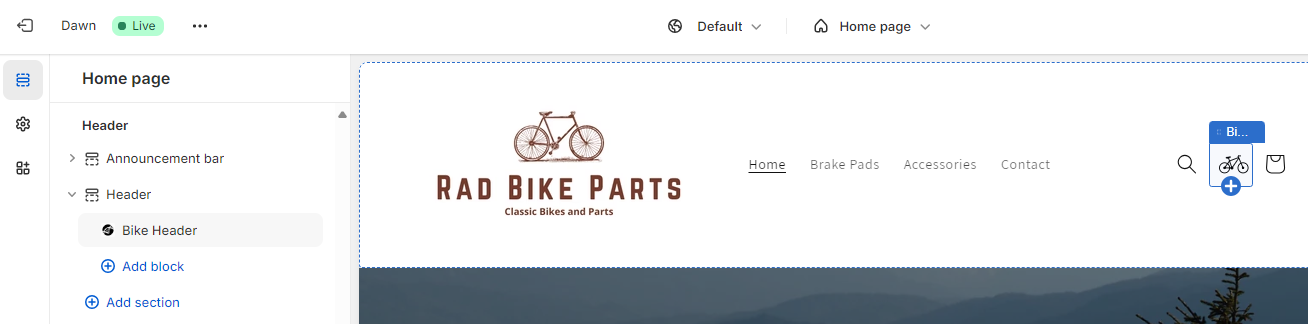 Dawn
Live
Default
Home page
Home page
Header
Announcement bar
Header
Bike Header
Add block
Add section
RAD BIKE PARTS
Classic Bikes and Parts
Home
Brake Pads
Accessories
Contact
Bi...